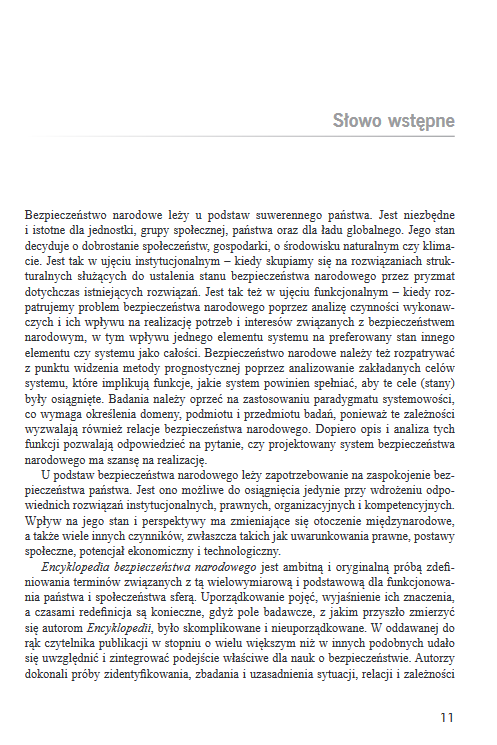 Słowo wstępne
Bezpieczeństwo narodowe leży u podstaw suwerennego państwa. Jest niezbędne
i istotne dla jednostki, grupy społecznej, państwa oraz dla ładu globalnego. Jego stan
decyduje o dobrostanie społeczeństw, gospodarki, o środowisku naturalnym czy klima-
cie. Jest tak w ujęciu instytucjonalnym – kiedy skupiamy się na rozwiązaniach struk-
turalnych służących do ustalenia stanu bezpieczeństwa narodowego przez pryzmat
dotychczas istniejących rozwiązań. Jest tak też w ujęciu funkcjonalnym – kiedy roz-
patrujemy problem bezpieczeństwa narodowego poprzez analizę czynności wykonaw-
czych i ich wpływu na realizację potrzeb i interesów związanych z bezpieczeństwem
narodowym, w tym wpływu jednego elementu systemu na preferowany stan innego
elementu czy systemu jako całości. Bezpieczeństwo narodowe należy też rozpatrywać
z punktu widzenia metody prognostycznej poprzez analizowanie zakładanych celów
systemu, które implikują funkcje, jakie system powinien spełniać, aby te cele (stany)
były osiągnięte. Badania należy oprzeć na zastosowaniu paradygmatu systemowości,
co wymaga określenia domeny, podmiotu i przedmiotu badań, ponieważ te zależności
wyzwalają również relacje bezpieczeństwa narodowego. Dopiero opis i analiza tych
funkcji pozwalają odpowiedzieć na pytanie, czy projektowany system bezpieczeństwa
narodowego ma szansę na realizację.
U podstaw bezpieczeństwa narodowego leży zapotrzebowanie na zaspokojenie bez-
pieczeństwa państwa. Jest ono możliwe do osiągnięcia jedynie przy wdrożeniu odpo-
wiednich rozwiązań instytucjonalnych, prawnych, organizacyjnych i kompetencyjnych.
Wpływ na jego stan i perspektywy ma zmieniające się otoczenie międzynarodowe,
a także wiele innych czynników, zwłaszcza takich jak uwarunkowania prawne, postawy
społeczne, potencjał ekonomiczny i technologiczny.
Encyklopedia bezpieczeństwa narodowego jest ambitną i oryginalną próbą zdefi-
niowania terminów związanych z tą wielowymiarową i podstawową dla funkcjonowa-
nia państwa i społeczeństwa sferą. Uporządkowanie pojęć, wyjaśnienie ich znaczenia,
a czasami redefinicja są konieczne, gdyż pole badawcze, z jakim przyszło zmierzyć
się autorom Encyklopedii, było skomplikowane i nieuporządkowane. W oddawanej do
rąk czytelnika publikacji w stopniu o wielu większym niż w innych podobnych udało
się uwzględnić i zintegrować podejście właściwe dla nauk o bezpieczeństwie. Autorzy
dokonali próby zidentyfikowania, zbadania i uzasadnienia sytuacji, relacji i zależności
11